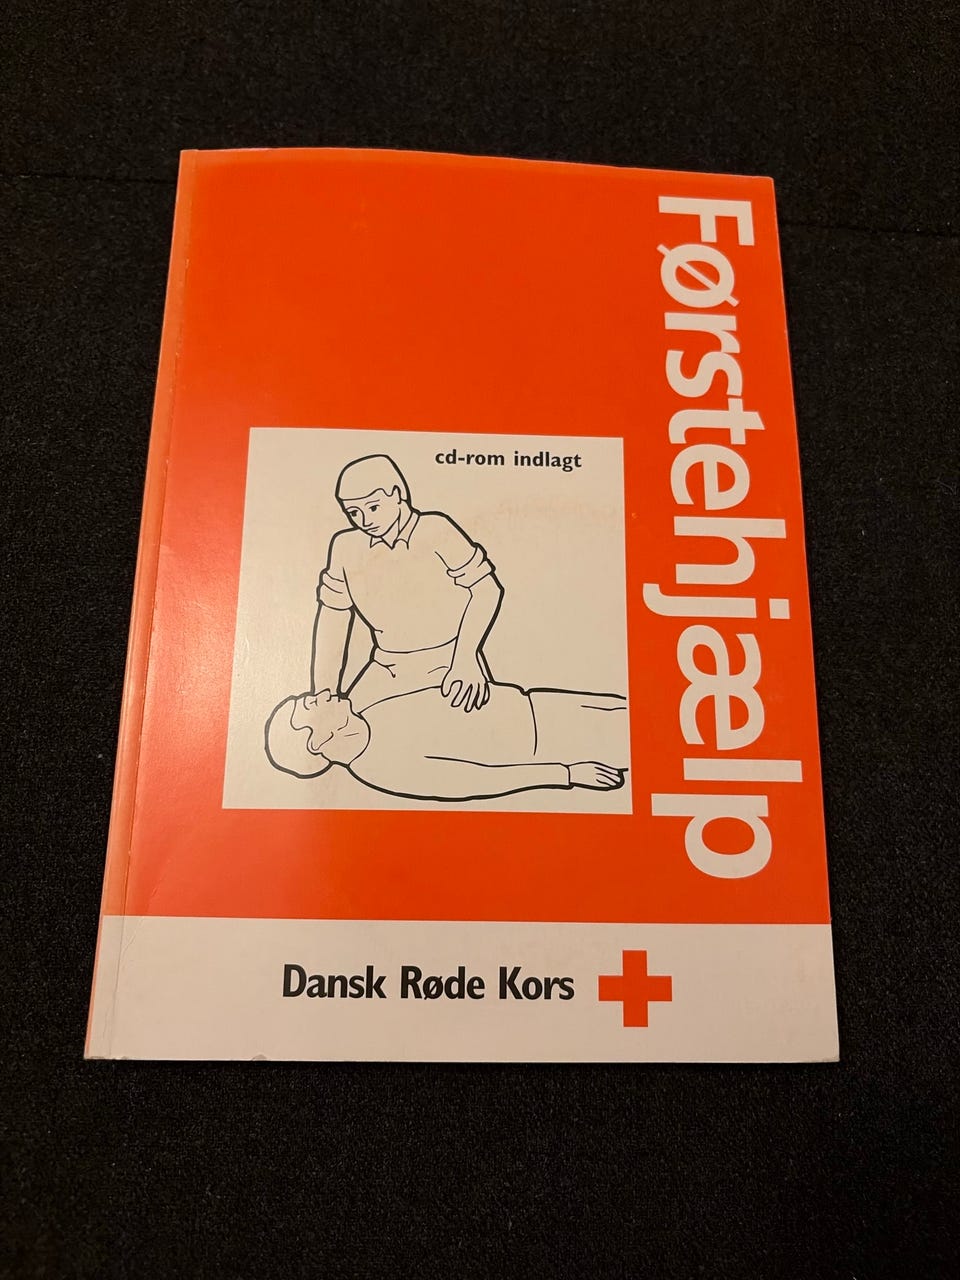 Førstehjælp
cd-rom indlagt
Dansk Røde Kors